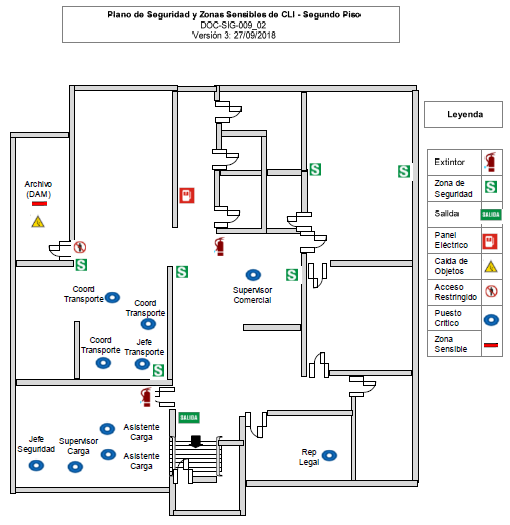 Plano de Seguridad y Zonas Sensibles de CLI - Segundo Piso
DOC-SIG-009_02
Versión 3: 27/09/2018
Leyenda
Extintor
Zona de
Seguridad
S
Salida
SALIDA
Panel
Eléctrico
Caída de
Objetos
Acceso
Restringido
Puesto
Crítico
Zona
Sensible
Archivo
(DAM)
S
S
S
S
S
Supervisor
Comercial
Coord
Transporte
Coord
Transporte
Coord
Transporte
Jefe
Transporte
S
SALIDA
Asistente
Carga
Jefe
Seguridad
Supervisor
Carga
Asistente
Carga
Rep
Legal